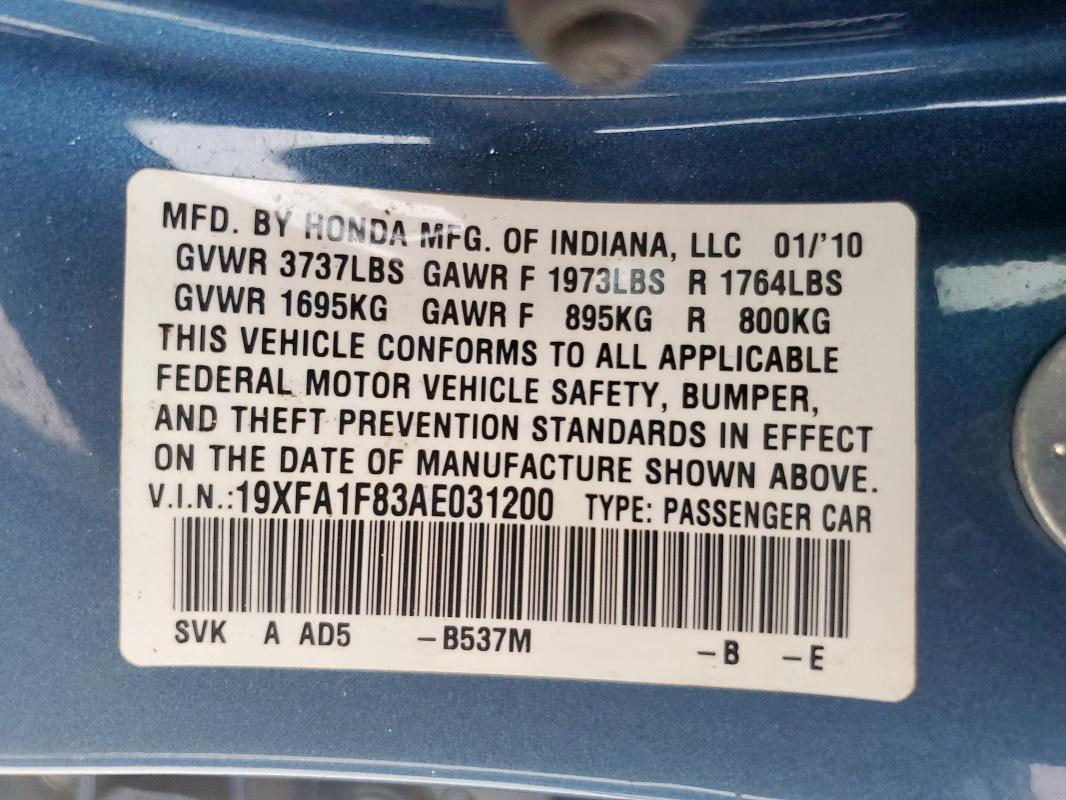 MFD. BY HONDA MFG. OF INDIANA, LLC 01/'10
GVWR 3737LBS GAWR F 1973LBS R 1764LBS
GVWR 1695KG GAWR F 895KG R 800KG
THIS VEHICLE CONFORMS TO ALL APPLICABLE
FEDERAL MOTOR VEHICLE SAFETY, BUMPER,
AND THEFT PREVENTION STANDARDS IN EFFECT
ON THE DATE OF MANUFACTURE SHOWN ABOVE.
V.I.N.:19XFA1F83AE031200 TYPE: PASSENGER CAR
SVK A AD5 -B537M -B -E